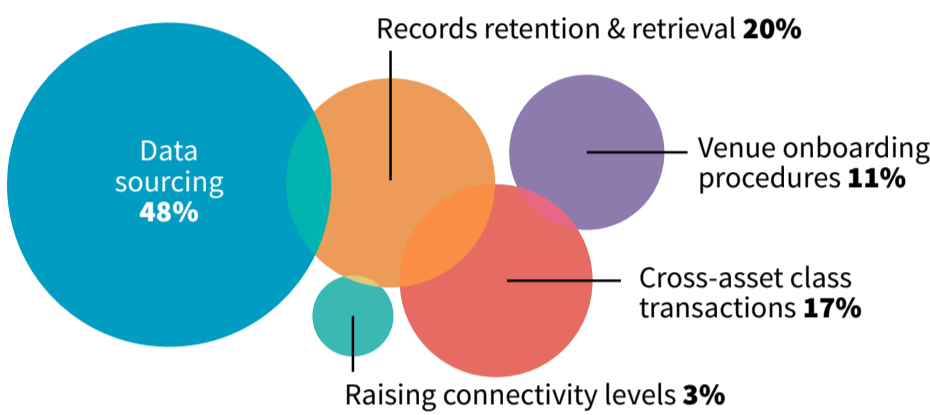 Records retention & retrieval 20%
Data
sourcing
48%
Venue onboarding
procedures 11%
Cross-asset class
transactions 17%
Raising connectivity levels 3%